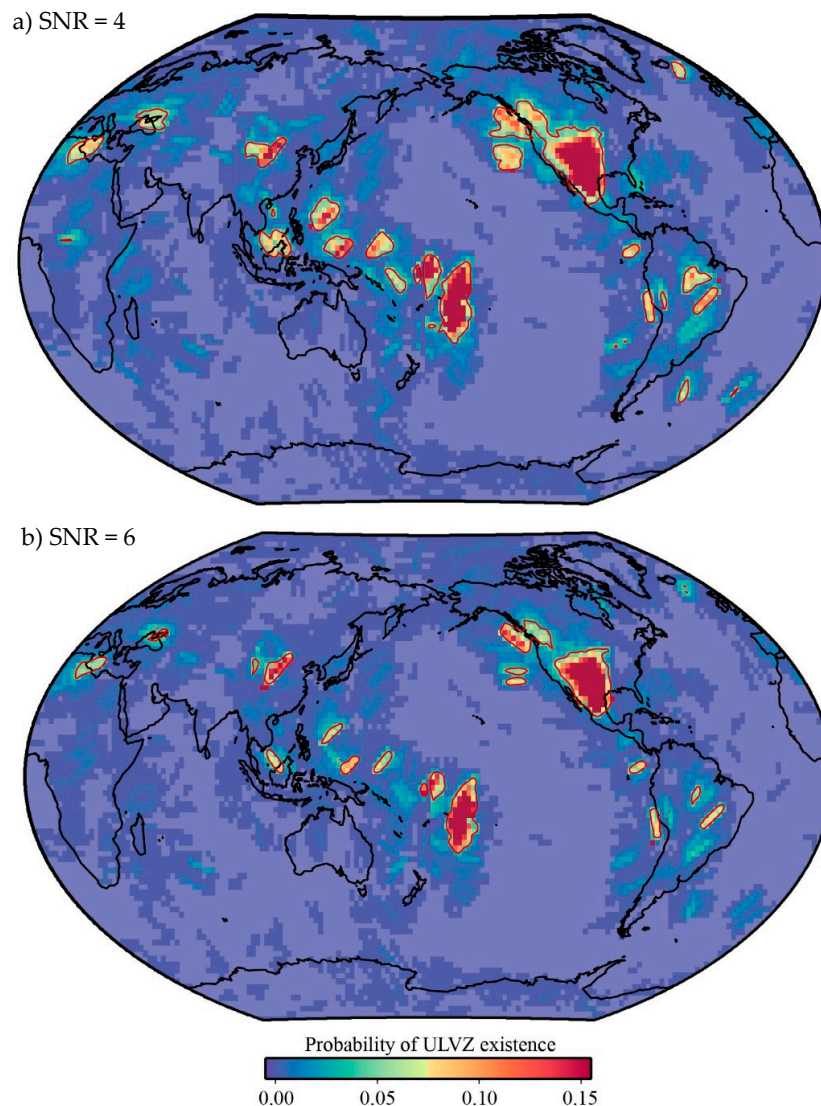 a) SNR = 4
b) SNR = 6
Probability of ULVZ existence
0.00 0.05 0.10 0.15